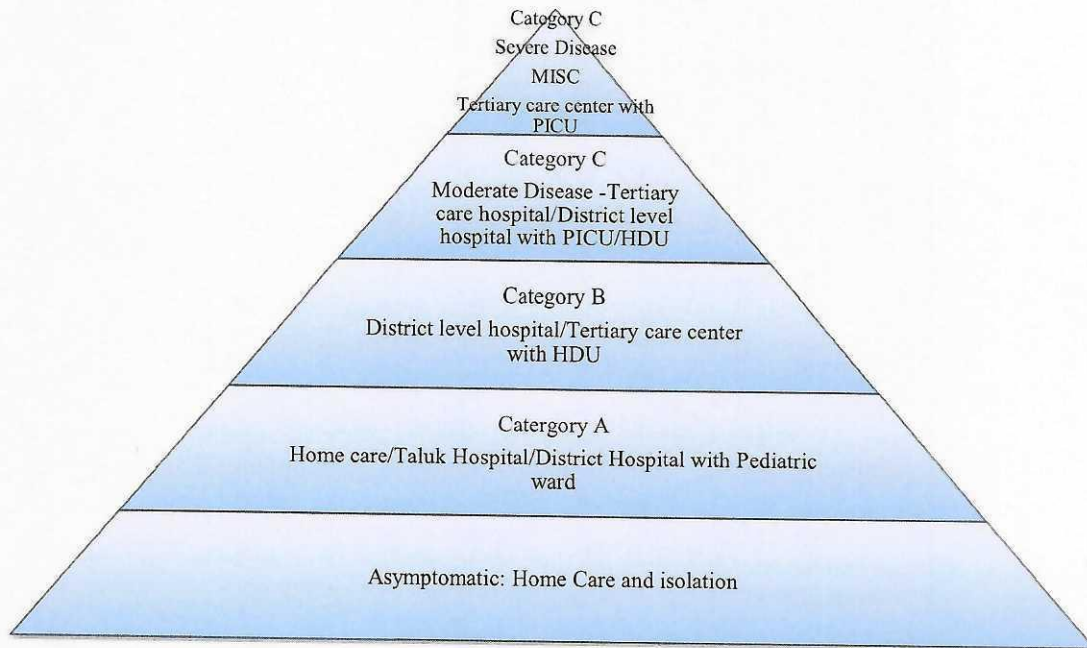 Catogory C
Severe Disease
MISC
Tertiary care center with
PICU
Category C
Moderate Disease -Tertiary
care hospital/District level
hospital with PICU/HDU
Category B
District level hospital/Tertiary care center
with HDU
Catergory A
Home care/Taluk Hospital/District Hospital with Pediatric
ward
Asymptomatic: Home Care and isolation